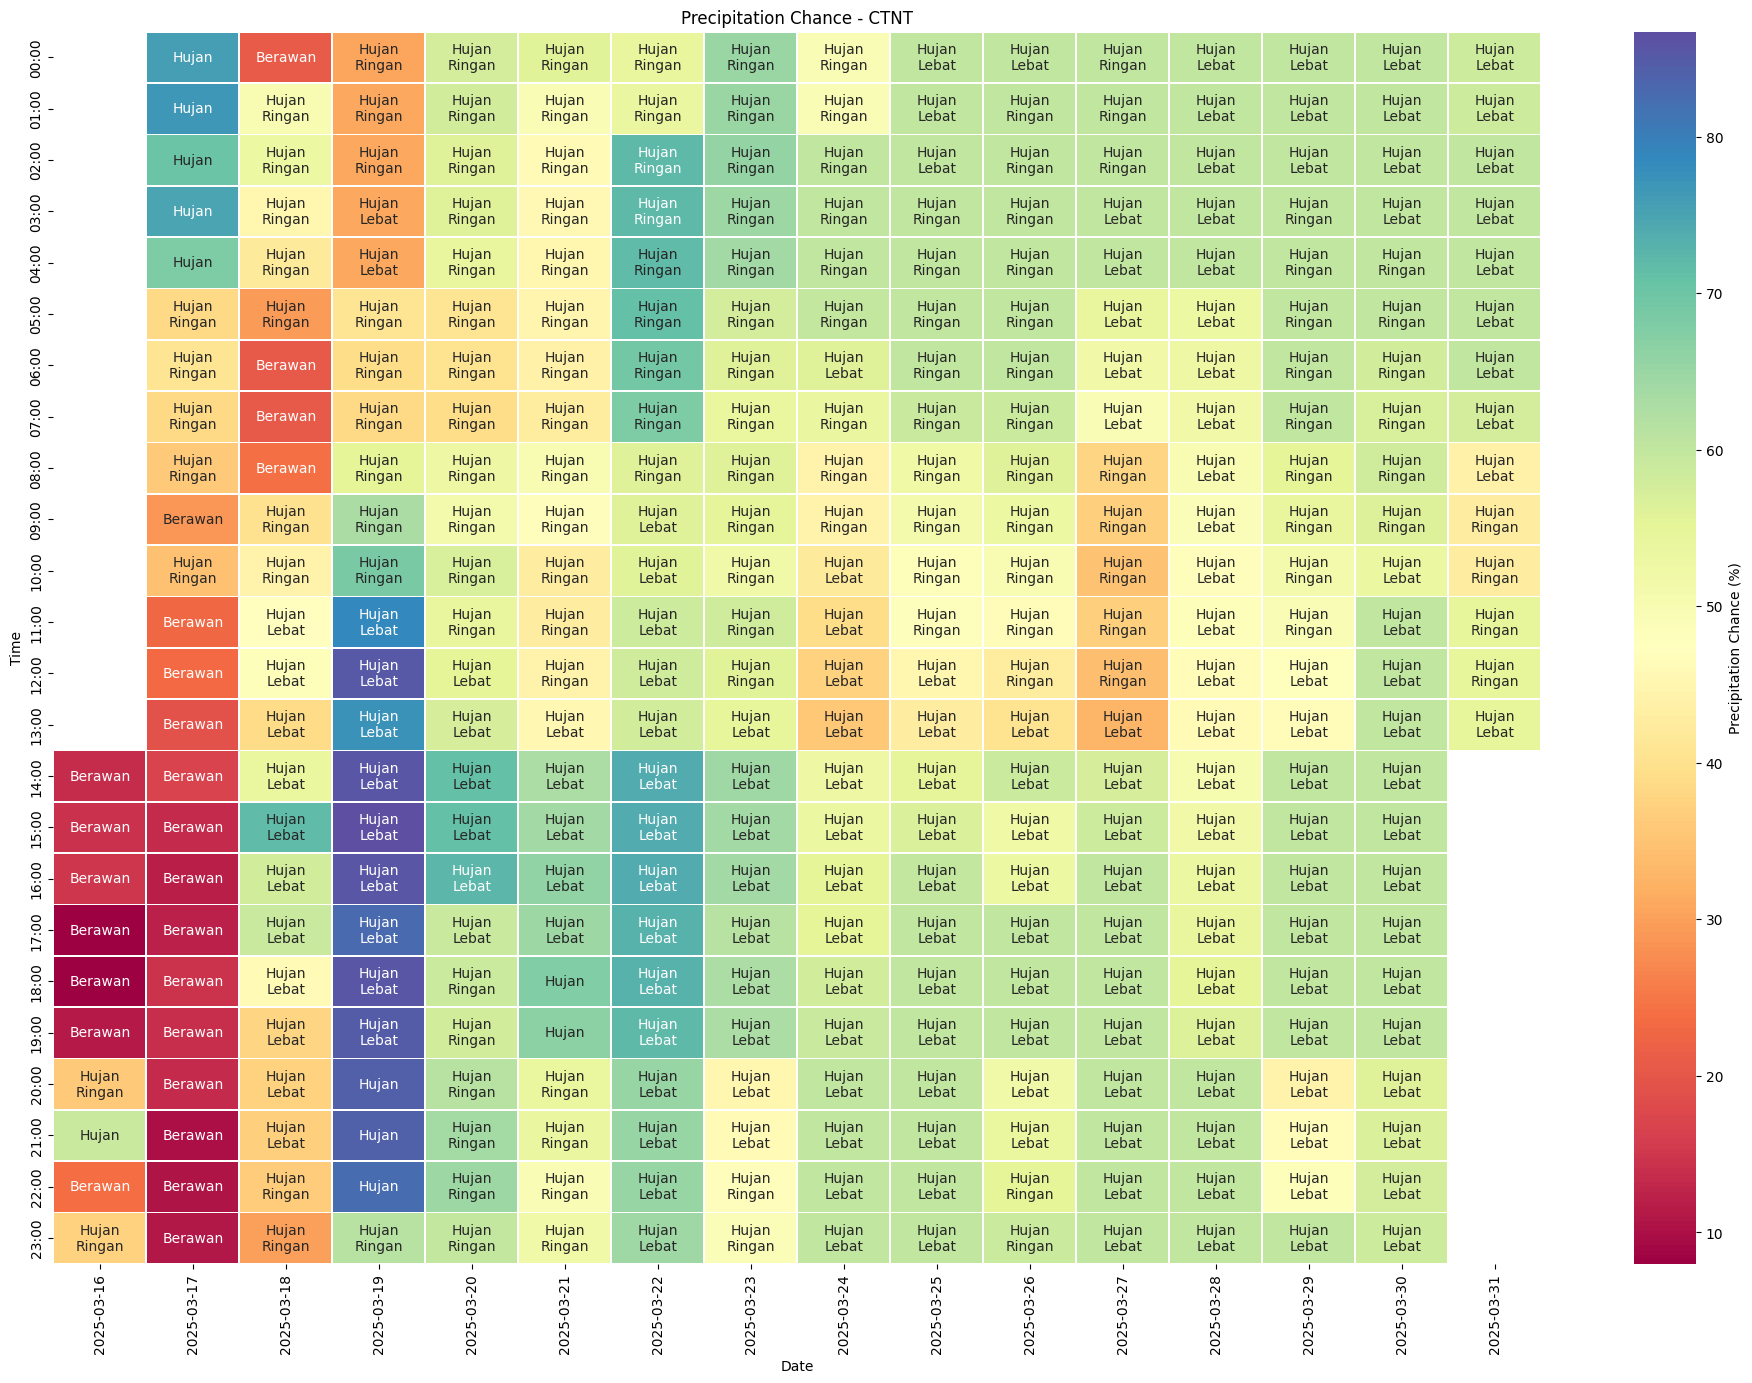 Precipitation Chance - CTNT
00:00 Hujan Berawan Hujan Ringan Hujan Ringan Hujan Ringan Hujan Ringan Hujan Ringan Hujan Ringan Hujan Lebat Hujan Lebat Hujan Ringan Hujan Lebat Hujan Lebat Hujan Lebat Hujan Lebat
01:00 Hujan Hujan Ringan Hujan Ringan Hujan Ringan Hujan Ringan Hujan Ringan Hujan Ringan Hujan Ringan Hujan Lebat Hujan Ringan Hujan Ringan Hujan Lebat Hujan Lebat Hujan Lebat Hujan Lebat
02:00 Hujan Hujan Ringan Hujan Ringan Hujan Ringan Hujan Ringan Hujan Ringan Hujan Ringan Hujan Ringan Hujan Ringan Hujan Ringan Hujan Ringan Hujan Lebat Hujan Lebat Hujan Lebat Hujan Lebat
03:00 Hujan Hujan Ringan Hujan Lebat Hujan Ringan Hujan Ringan Hujan Ringan Hujan Ringan Hujan Ringan Hujan Ringan Hujan Ringan Hujan Lebat Hujan Lebat Hujan Ringan Hujan Lebat Hujan Lebat
04:00 Hujan Hujan Ringan Hujan Lebat Hujan Ringan Hujan Ringan Hujan Ringan Hujan Ringan Hujan Ringan Hujan Ringan Hujan Ringan Hujan Lebat Hujan Lebat Hujan Ringan Hujan Ringan Hujan Lebat
05:00 Hujan Ringan Hujan Ringan Hujan Ringan Hujan Ringan Hujan Ringan Hujan Ringan Hujan Ringan Hujan Ringan Hujan Ringan Hujan Ringan Hujan Lebat Hujan Lebat Hujan Ringan Hujan Ringan Hujan Lebat
06:00 Hujan Ringan Berawan Hujan Ringan Hujan Ringan Hujan Ringan Hujan Ringan Hujan Ringan Hujan Lebat Hujan Ringan Hujan Ringan Hujan Lebat Hujan Lebat Hujan Ringan Hujan Ringan Hujan Lebat
07:00 Hujan Ringan Berawan Hujan Ringan Hujan Ringan Hujan Ringan Hujan Ringan Hujan Ringan Hujan Ringan Hujan Ringan Hujan Ringan Hujan Lebat Hujan Lebat Hujan Ringan Hujan Ringan Hujan Lebat
08:00 Hujan Ringan Berawan Hujan Ringan Hujan Ringan Hujan Ringan Hujan Ringan Hujan Ringan Hujan Ringan Hujan Ringan Hujan Ringan Hujan Ringan Hujan Lebat Hujan Ringan Hujan Ringan Hujan Lebat
09:00 Berawan Hujan Ringan Hujan Ringan Hujan Ringan Hujan Ringan Hujan Lebat Hujan Ringan Hujan Ringan Hujan Ringan Hujan Ringan Hujan Ringan Hujan Lebat Hujan Ringan Hujan Ringan Hujan Ringan
10:00 Hujan Ringan Hujan Ringan Hujan Ringan Hujan Ringan Hujan Ringan Hujan Lebat Hujan Ringan Hujan Lebat Hujan Ringan Hujan Ringan Hujan Ringan Hujan Lebat Hujan Ringan Hujan Lebat Hujan Ringan
11:00 Berawan Hujan Lebat Hujan Lebat Hujan Ringan Hujan Ringan Hujan Lebat Hujan Ringan Hujan Lebat Hujan Ringan Hujan Ringan Hujan Ringan Hujan Lebat Hujan Ringan Hujan Lebat Hujan Ringan
12:00 Berawan Hujan Lebat Hujan Lebat Hujan Lebat Hujan Ringan Hujan Lebat Hujan Ringan Hujan Lebat Hujan Lebat Hujan Ringan Hujan Ringan Hujan Lebat Hujan Lebat Hujan Lebat Hujan Ringan
13:00 Berawan Hujan Lebat Hujan Lebat Hujan Lebat Hujan Lebat Hujan Lebat Hujan Lebat Hujan Lebat Hujan Lebat Hujan Lebat Hujan Lebat Hujan Lebat Hujan Lebat Hujan Lebat Hujan Lebat
14:00 Berawan Berawan Hujan Lebat Hujan Lebat Hujan Lebat Hujan Lebat Hujan Lebat Hujan Lebat Hujan Lebat Hujan Lebat Hujan Lebat Hujan Lebat Hujan Lebat Hujan Lebat Hujan Lebat
15:00 Berawan Berawan Hujan Lebat Hujan Lebat Hujan Lebat Hujan Lebat Hujan Lebat Hujan Lebat Hujan Lebat Hujan Lebat Hujan Lebat Hujan Lebat Hujan Lebat Hujan Lebat Hujan Lebat
16:00 Berawan Berawan Hujan Lebat Hujan Lebat Hujan Lebat Hujan Lebat Hujan Lebat Hujan Lebat Hujan Lebat Hujan Lebat Hujan Lebat Hujan Lebat Hujan Lebat Hujan Lebat Hujan Lebat
17:00 Berawan Berawan Hujan Lebat Hujan Lebat Hujan Lebat Hujan Lebat Hujan Lebat Hujan Lebat Hujan Lebat Hujan Lebat Hujan Lebat Hujan Lebat Hujan Lebat Hujan Lebat Hujan Lebat
18:00 Berawan Berawan Hujan Lebat Hujan Lebat Hujan Ringan Hujan Hujan Lebat Hujan Lebat Hujan Lebat Hujan Lebat Hujan Lebat Hujan Lebat Hujan Lebat Hujan Lebat Hujan Lebat
19:00 Berawan Berawan Hujan Lebat Hujan Lebat Hujan Ringan Hujan Hujan Lebat Hujan Lebat Hujan Lebat Hujan Lebat Hujan Lebat Hujan Lebat Hujan Lebat Hujan Lebat Hujan Lebat
20:00 Hujan Ringan Berawan Hujan Lebat Hujan Hujan Ringan Hujan Ringan Hujan Lebat Hujan Lebat Hujan Lebat Hujan Lebat Hujan Lebat Hujan Lebat Hujan Lebat Hujan Lebat Hujan Lebat
21:00 Hujan Berawan Hujan Lebat Hujan Hujan Ringan Hujan Ringan Hujan Lebat Hujan Lebat Hujan Lebat Hujan Lebat Hujan Lebat Hujan Lebat Hujan Lebat Hujan Lebat Hujan Lebat
22:00 Berawan Berawan Hujan Ringan Hujan Hujan Ringan Hujan Ringan Hujan Lebat Hujan Ringan Hujan Lebat Hujan Lebat Hujan Ringan Hujan Lebat Hujan Lebat Hujan Lebat Hujan Lebat
23:00 Hujan Ringan Berawan Hujan Ringan Hujan Ringan Hujan Ringan Hujan Ringan Hujan Lebat Hujan Ringan Hujan Lebat Hujan Lebat Hujan Lebat Hujan Lebat Hujan Lebat Hujan Lebat Hujan Lebat
Time
2025-03-16 2025-03-17 2025-03-18 2025-03-19 2025-03-20 2025-03-21 2025-03-22 2025-03-23 2025-03-24 2025-03-25 2025-03-26 2025-03-27 2025-03-28 2025-03-29 2025-03-30 2025-03-31
Date
80
70
60
50
40
30
20
10
Precipitation Chance (%)